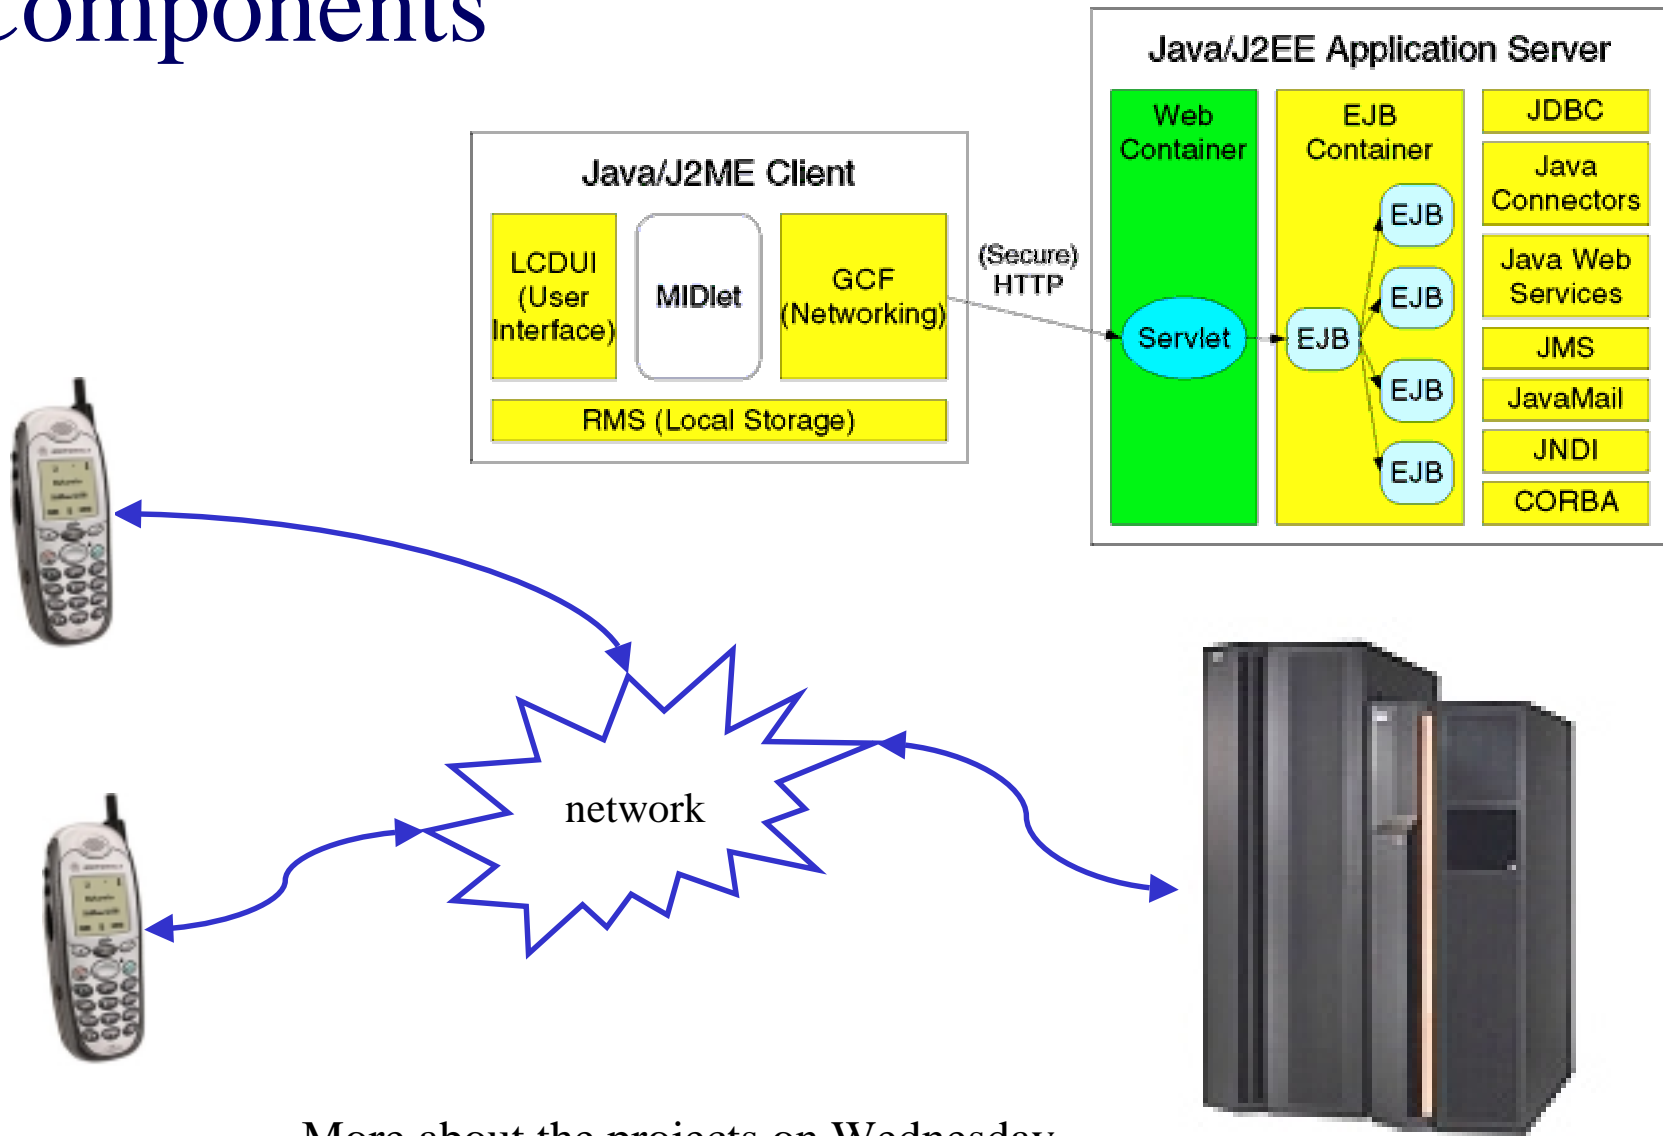 Components
Java/J2EE Application Server
Web
Container
EJB
Container
JDBC
Java
Connectors
Java Web
Services
JMS
JavaMail
JNDI
CORBA
Servlet
EJB
EJB
EJB
EJB
EJB
Java/J2ME Client
LCDUI
(User
Interface)
MIDlet
GCF
(Networking)
RMS (Local Storage)
(Secure)
HTTP
network
More about the projects on Wednesday